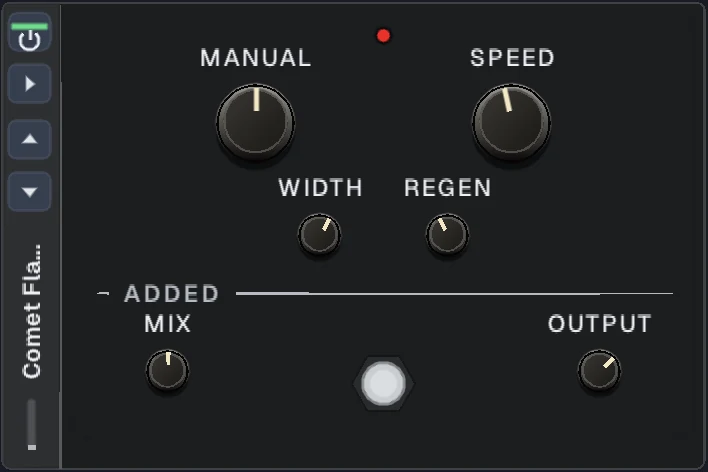 MANUAL
SPEED
WIDTH
REGEN
ADDED
MIX
OUTPUT
Comet Fla...